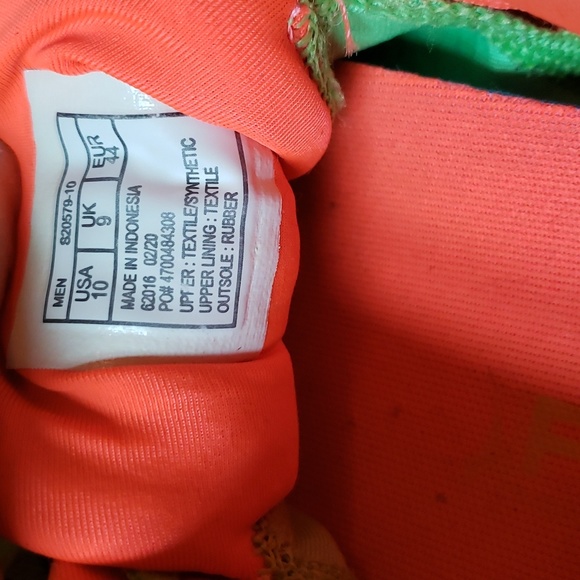 MEN S20579-10
USA UK EUR
10 9 44
MADE IN INDONESIA
62016 02/20
PO# 4700484308
UPPER : TEXTILE/SYNTHETIC
UPPER LINING : TEXTILE
OUTSOLE : RUBBER